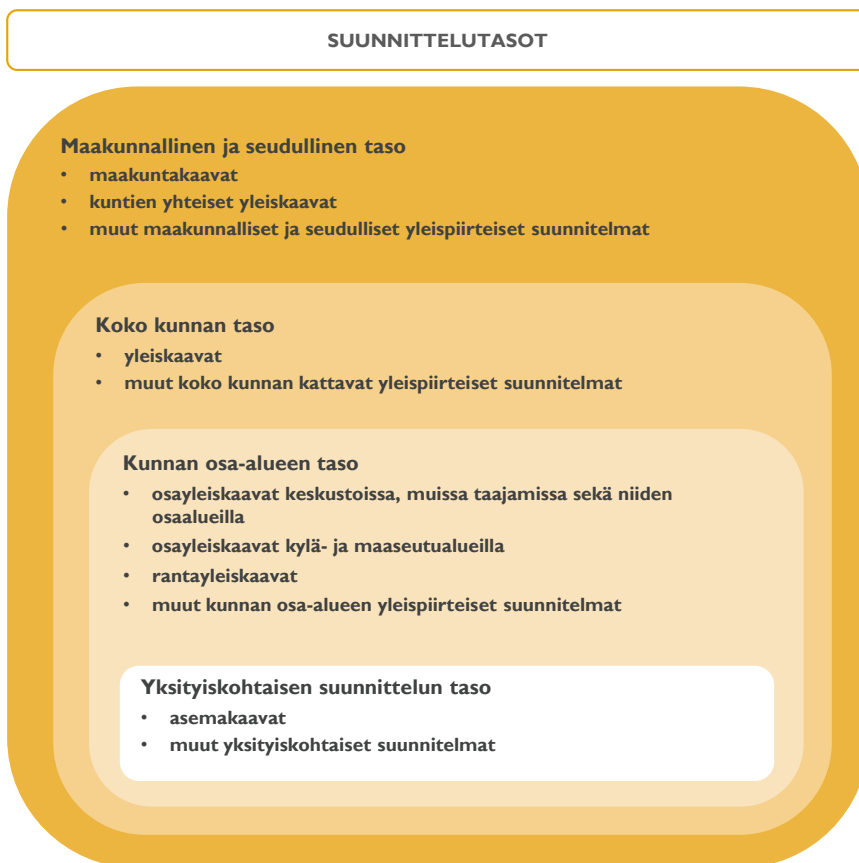 SUUNNITTELUTASOT
Maakunnallinen ja seudullinen taso
• maakuntakaavat
• kuntien yhteiset yleiskaavat
• muut maakunnalliset ja seudulliset yleispiirteiset suunnitelmat
Koko kunnan taso
• yleiskaavat
• muut koko kunnan kattavat yleispiirteiset suunnitelmat
Kunnan osa-alueen taso
• osayleiskaavat keskustoissa, muissa taajamissa sekä niiden
osaalueilla
• osayleiskaavat kylä- ja maaseutualueilla
• rantayleiskaavat
• muut kunnan osa-alueen yleispiirteiset suunnitelmat
Yksityiskohtaisen suunnittelun taso
• asemakaavat
• muut yksityiskohtaiset suunnitelmat